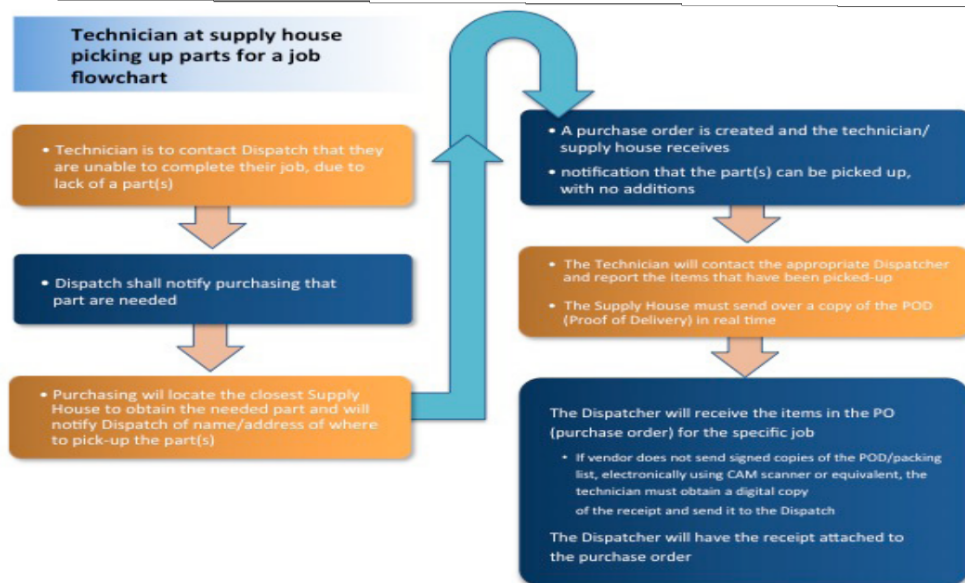 Technician at supply house
picking up parts for a job
flowchart
• Technician is to contact Dispatch that they
are unable to complete their job, due to
lack of a part(s)
• Dispatch shall notify purchasing that
part are needed
• Purchasing wil locate the closest Supply
House to obtain the needed part and will
notify Dispatch of name/address of where
to pick-up the part(s)
• A purchase order is created and the technician/
supply house receives
• notification that the part(s) can be picked up,
with no additions
• The Technician will contact the appropriate Dispatcher
and report the items that have been picked-up
• The Supply House must send over a copy of the POD
(Proof of Delivery) in real time
The Dispatcher will receive the items in the PO
(purchase order) for the specific job
• If vendor does not send signed copies of the POD/packing
list, electronically using CAM scanner or equivalent, the
technician must obtain a digital copy
of the receipt and send it to the Dispatch
The Dispatcher will have the receipt attached to
the purchase order